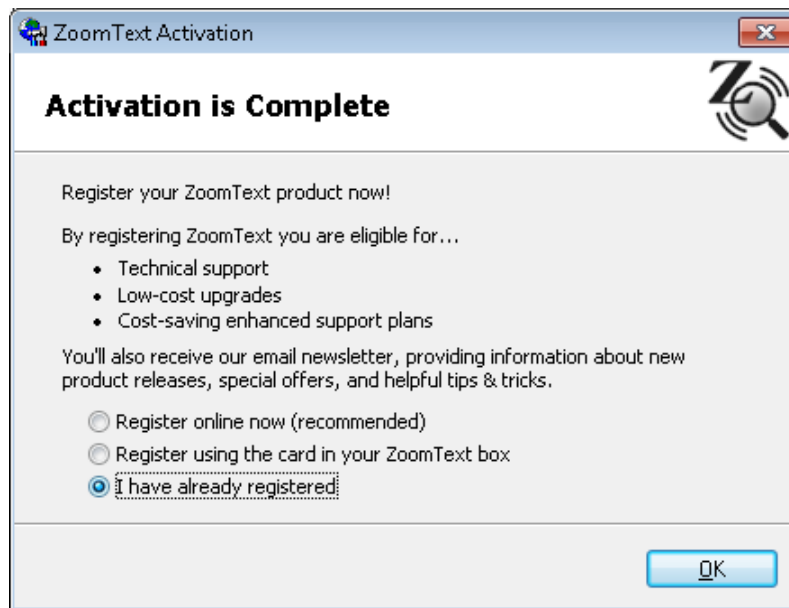 ZoomText Activation
Activation is Complete
Z
Register your ZoomText product now!
By registering ZoomText you are eligible for...
• Technical support
• Low-cost upgrades
• Cost-saving enhanced support plans
You'll also receive our email newsletter, providing information about new
product releases, special offers, and helpful tips & tricks.
Register online now (recommended)
Register using the card in your ZoomText box
I have already registered
OK